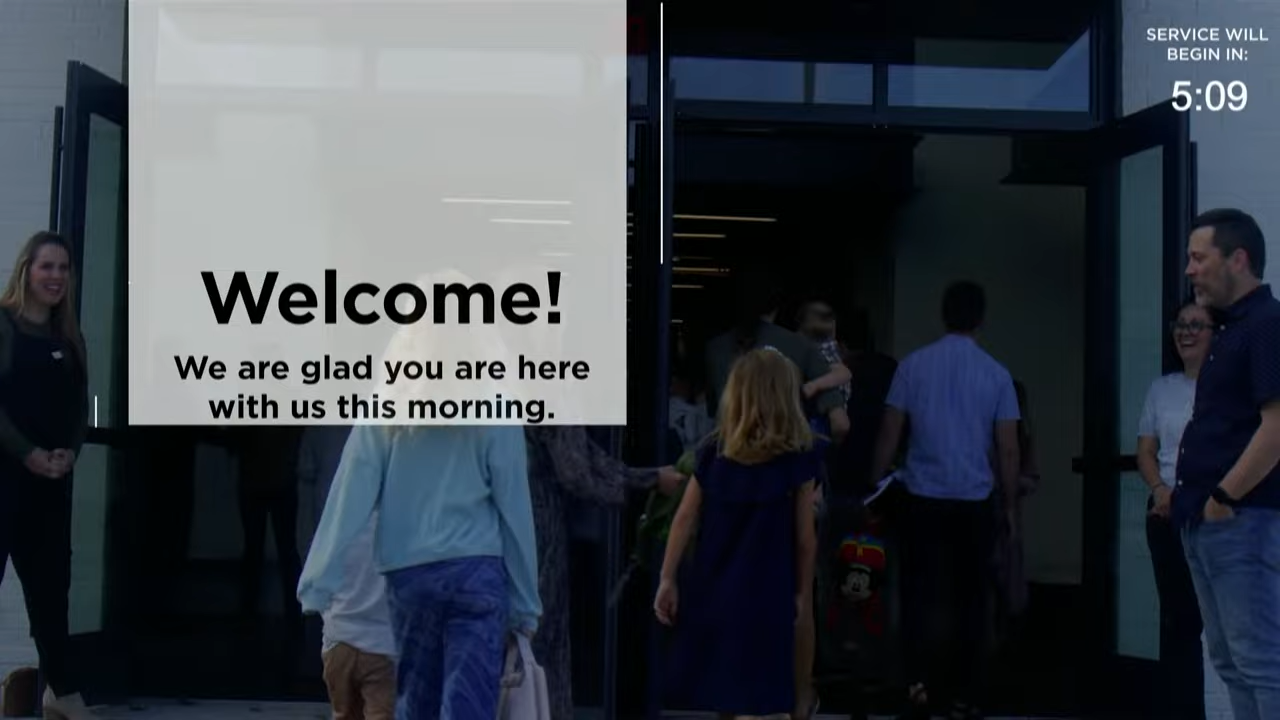 Welcome!
We are glad you are here
with us this morning.
SERVICE WILL
BEGIN IN:
5:09